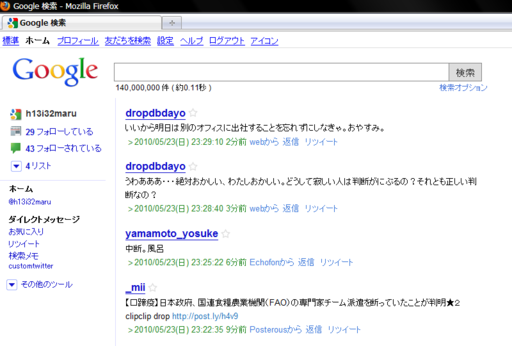 Google 検索 - Mozilla Firefox
Google 検索
標準 ホーム プロフィール 友だちを検索 設定 ヘルプ ログアウト アイコン
Google
検索
140,000,000 件 ( 約0.11秒 )
検索オプション
h13i32maru
29 フォローしている
43 フォローされている
4リスト
ホーム
@h13i32maru
ダイレクトメッセージ
お気に入り
リツイート
検索メモ
customtwitter
その他のツール
dropdbdayo
いいから明日は別のオフィスに出社することを忘れずにしなきゃ。おやすみ。
> 2010/05/23(日) 23:29:10 2分前 webから 返信 リツイート
dropdbdayo
うわあああ・・・絶対おかしい、わたしおかしい。どうして寂しい人は判断がにぶるの？それとも正しい判
断なの？
> 2010/05/23(日) 23:28:40 3分前 webから 返信 リツイート
yamamoto_yosuke
中断。風呂
> 2010/05/23(日) 23:25:22 6分前 Echofonから 返信 リツイート
_mii
【口蹄疫】日本政府、国連食糧農業機関（FAO）の専門家チーム派遣を断っていたことが判明★2
clipclip drop http://post.ly/h4v9
> 2010/05/23(日) 23:22:35 9分前 Posterousから 返信 リツイート